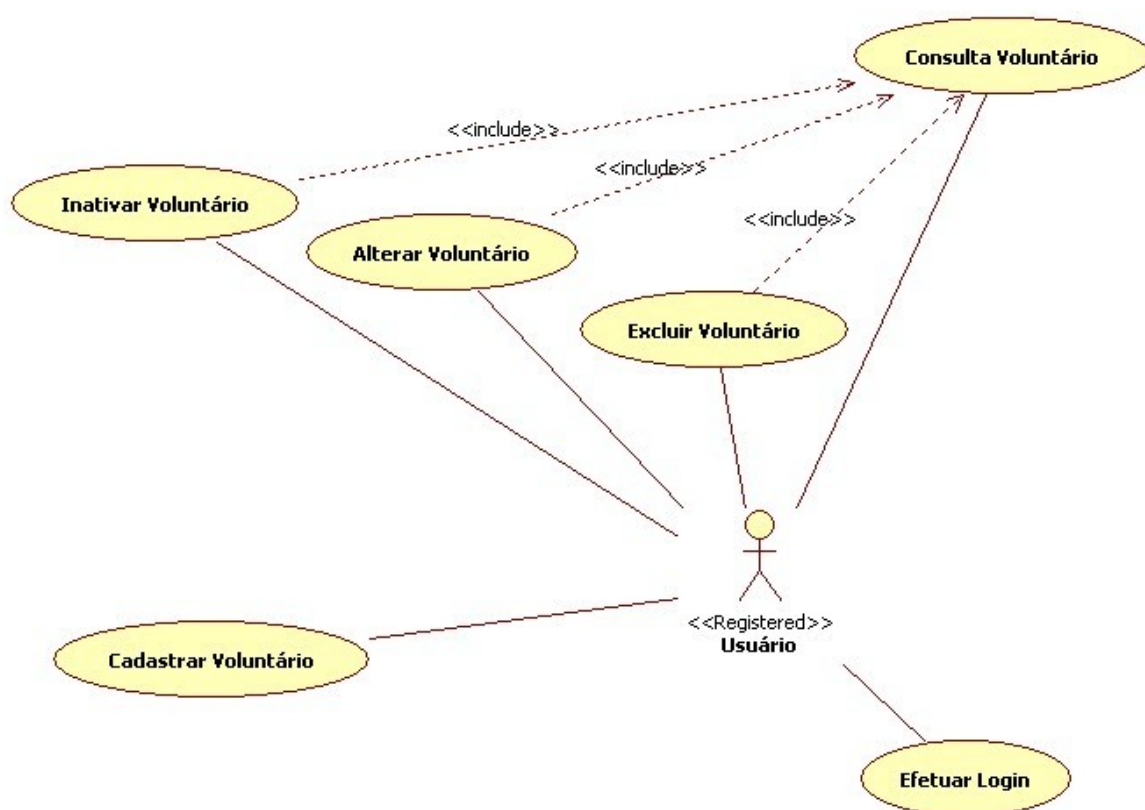 Consulta Voluntário
<<include>>
<<include>>
Inativar Voluntário
<<include>>
Alterar Voluntário
Excluir Voluntário
<<Registered>>
Usuário
Cadastrar Voluntário
Efetuar Login